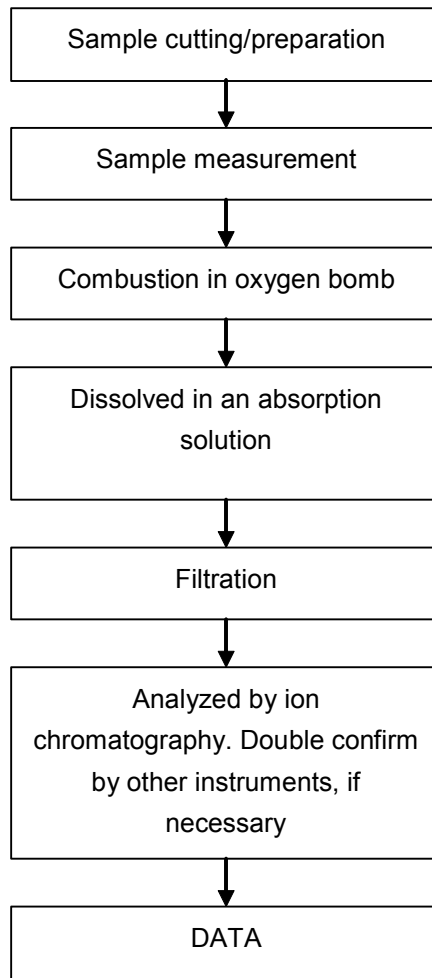 Sample cutting/preparation
Sample measurement
Combustion in oxygen bomb
Dissolved in an absorption
solution
Filtration
Analyzed by ion
chromatography. Double confirm
by other instruments, if
necessary
DATA